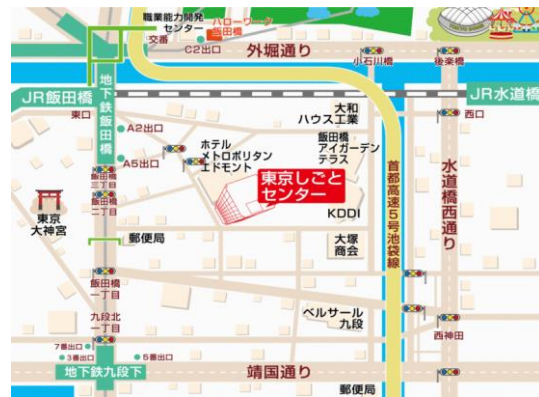 職業能力開発
センター
ハローワーク
飯田橋
交番
C2出口
外堀通り
小石川橋
後楽橋
JR飯田橋
地下鉄飯田橋
JR水道橋
東口
西口
A2出口
A5出口
大和
ハウス工業
ホテル
メトロポリタン
エドモント
飯田橋
アイガーデン
テラス
東京しごと
センター
KDDI
首都高速5号池袋線
水道橋西通り
飯田橋
三丁目
飯田橋
二丁目
東京
大神宮
郵便局
大塚
商会
飯田橋
一丁目
九段北
一丁目
ベルサール
九段
西神田
7番出口
3番出口
5番出口
地下鉄九段下
靖国通り
郵便局